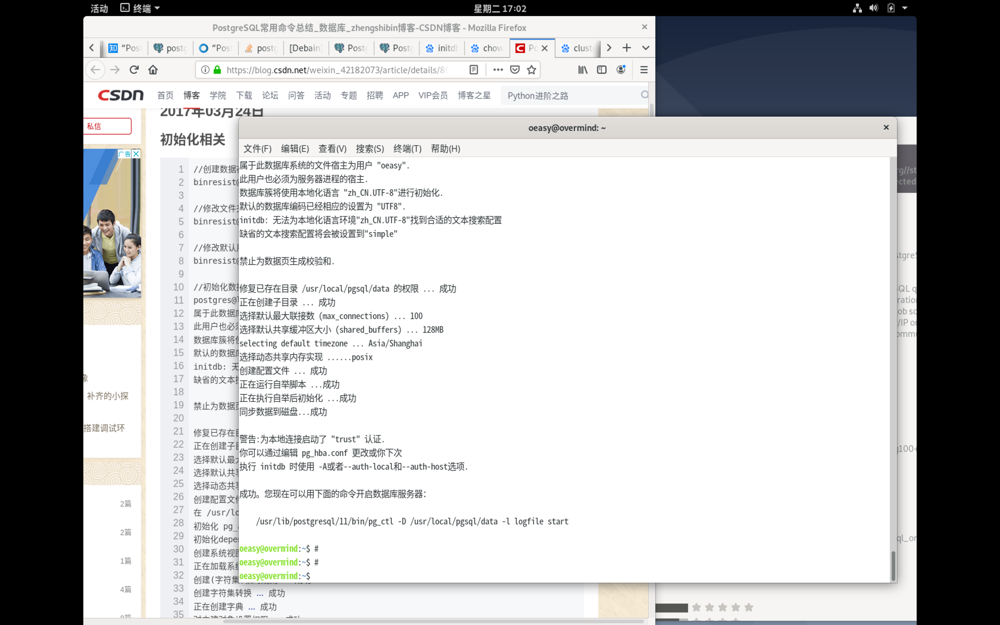 活动 终端 星期二 17:02
PostgreSQL常用命令总结_数据库_zhengshibin博客-CSDN博客 - Mozilla Firefox
知 “Post postg “Post postg [Debain] Postg Postg initdb chow C Po clust
https://blog.csdn.net/weixin_42182073/article/details/8
CSDN 首页 博客 学院 下载 论坛 问答 活动 专题 招聘 APP VIP会员 博客之星 Python进阶之路
2017年03月24日
私信
初始化相关
广告
1 //创建数据
2 binresist@
3
4 //修改文件
5 binresist@
6
7 //修改默认
8 binresist@
9
10 //初始化数
11 postgres@
12 属于此数据
13 此用户也必
14 数据库簇将
15 默认的数据
16 initdb: 无
17 缺省的文本
18
19 禁止为数据
20
21 修复已存在
22 正在创建子
23 选择默认最
24 选择默认共
25 选择动态共
26 创建配置文
27 在 /usr/lo
28 初始化 pg_
29 初始化depe
30 创建系统视
31 正在加载系
32 创建(字符集
33 创建字符集转换 ... 成功
34 正在创建字典 ... 成功
35
像
补齐的小探
搭建调试环
2篇
2篇
1篇
4篇
oeasy@overmind: ~
文件(F) 编辑(E) 查看(V) 搜索(S) 终端(T) 帮助(H)
属于此数据库系统的文件宿主为用户 "oeasy".
此用户也必须为服务器进程的宿主.
数据库簇将使用本地化语言 "zh_CN.UTF-8"进行初始化.
默认的数据库编码已经相应的设置为 "UTF8".
initdb: 无法为本地化语言环境"zh_CN.UTF-8"找到合适的文本搜索配置
缺省的文本搜索配置将会被设置到"simple"
禁止为数据页生成校验和.
修复已存在目录 /usr/local/pgsql/data 的权限 ... 成功
正在创建子目录 ... 成功
选择默认最大联接数 (max_connections) ... 100
选择默认共享缓冲区大小 (shared_buffers) ... 128MB
selecting default timezone ... Asia/Shanghai
选择动态共享内存实现 ......posix
创建配置文件 ... 成功
正在运行自举脚本 ...成功
正在执行自举后初始化 ...成功
同步数据到磁盘...成功
警告:为本地连接启动了 "trust" 认证.
你可以通过编辑 pg_hba.conf 更改或你下次
执行 initdb 时使用 -A或者--auth-local和--auth-host选项.
成功。您现在可以用下面的命令开启数据库服务器:
/usr/lib/postgresql/11/bin/pg_ctl -D /usr/local/pgsql/data -l logfile start
oeasy@overmind:~$ #
oeasy@overmind:~$ #
oeasy@overmind:~$
rg//st
ected
stgreS
SQL q
ration
ob sc
/IP or
ommu
g100+
ql_or